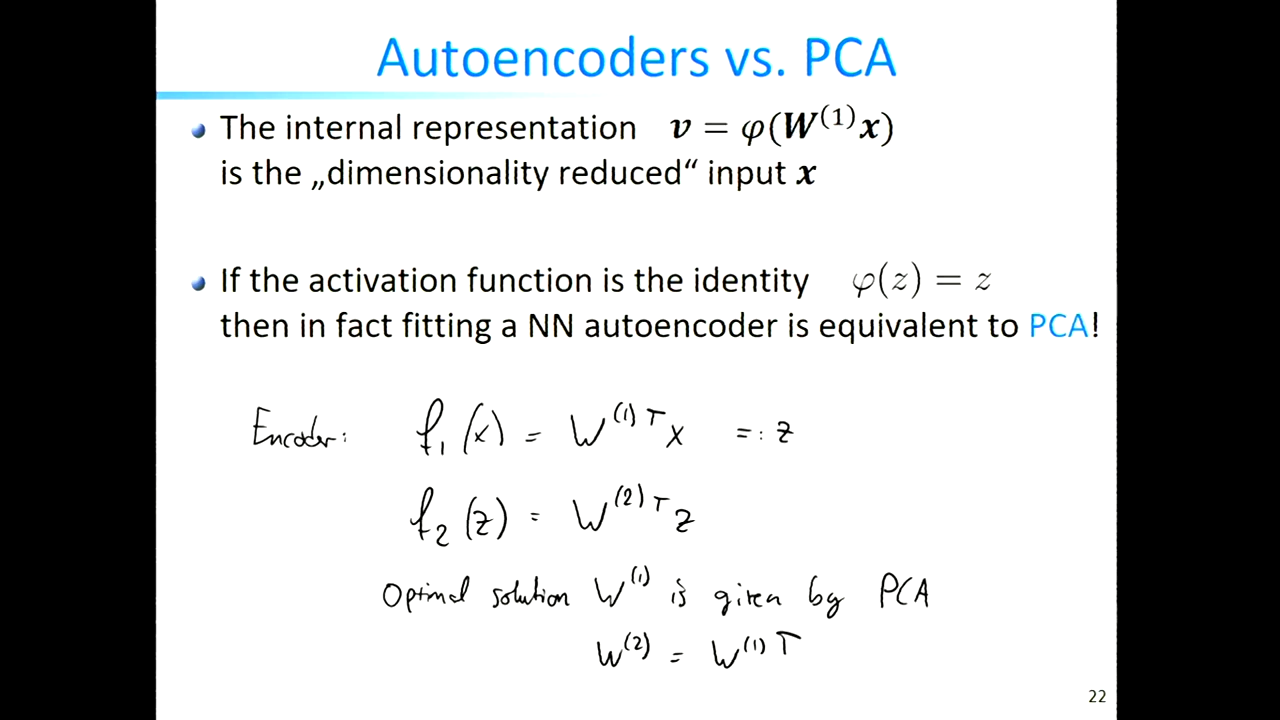 Autoencoders vs. PCA
The internal representation v = φ(W⁽¹⁾x)
is the „dimensionality reduced“ input x
If the activation function is the identity φ(z) = z
then in fact fitting a NN autoencoder is equivalent to PCA!
Encoder: f₁(x) = W⁽¹⁾ᵀx =: z
f₂(z) = W⁽²⁾ᵀz
Optimal solution W⁽¹⁾ is given by PCA
W⁽²⁾ = W⁽¹⁾ᵀ
22